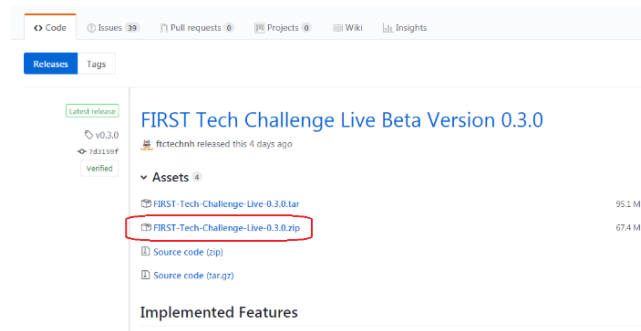 Code Issues 39 Pull requests 0 Projects 0 Wiki Insights
Releases Tags
Latest release
v0.3.0
7d3159f
Verified
FIRST Tech Challenge Live Beta Version 0.3.0
ftctechnh released this 4 days ago
Assets 4
FIRST-Tech-Challenge-Live-0.3.0.tar 95.1 M
FIRST-Tech-Challenge-Live-0.3.0.zip 67.4 M
Source code (zip)
Source code (tar.gz)
Implemented Features